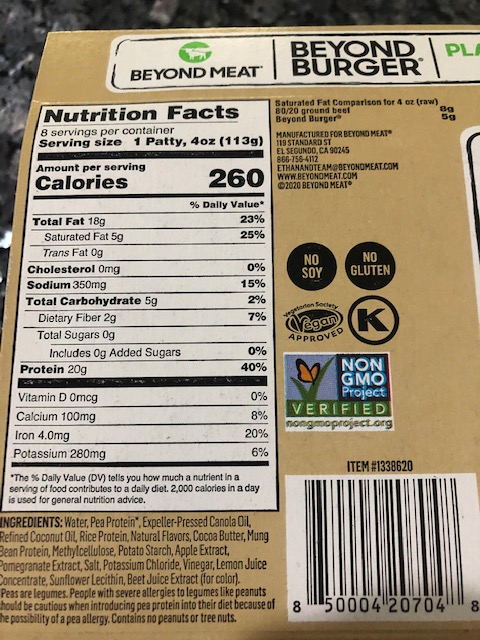 BEYOND MEAT®
BEYOND
BURGER®
PLA
Nutrition Facts
8 servings per container
Serving size 1 Patty, 4oz (113g)
Amount per serving
Calories 260
% Daily Value*
Total Fat 18g 23%
Saturated Fat 5g 25%
Trans Fat 0g
Cholesterol 0mg 0%
Sodium 350mg 15%
Total Carbohydrate 5g 2%
Dietary Fiber 2g 7%
Total Sugars 0g
Includes 0g Added Sugars 0%
Protein 20g 40%
Vitamin D 0mcg 0%
Calcium 100mg 8%
Iron 4.0mg 20%
Potassium 280mg 6%
*The % Daily Value (DV) tells you how much a nutrient in a
serving of food contributes to a daily diet. 2,000 calories in a day
is used for general nutrition advice.
INGREDIENTS: Water, Pea Protein*, Expeller-Pressed Canola Oil,
Refined Coconut Oil, Rice Protein, Natural Flavors, Cocoa Butter, Mung
Bean Protein, Methylcellulose, Potato Starch, Apple Extract,
Pomegranate Extract, Salt, Potassium Chloride, Vinegar, Lemon Juice
Concentrate, Sunflower Lecithin, Beet Juice Extract (for color).
*Peas are legumes. People with severe allergies to legumes like peanuts
should be cautious when introducing pea protein into their diet because of
the possibility of a pea allergy. Contains no peanuts or tree nuts.
Saturated Fat Comparison for 4 oz (raw)
80/20 ground beef 8g
Beyond Burger® 5g
MANUFACTURED FOR BEYOND MEAT®
119 STANDARD ST
EL SEGUNDO, CA 90245
866-756-4112
ETHANANDTEAM@BEYONDMEAT.COM
WWW.BEYONDMEAT.COM
©2020 BEYOND MEAT®
NO
SOY
NO
GLUTEN
Vegetarian Society
Vegan
APPROVED
K
NON
GMO
Project
VERIFIED
nongmoproject.org
ITEM #1338620
8 50004 20704 8